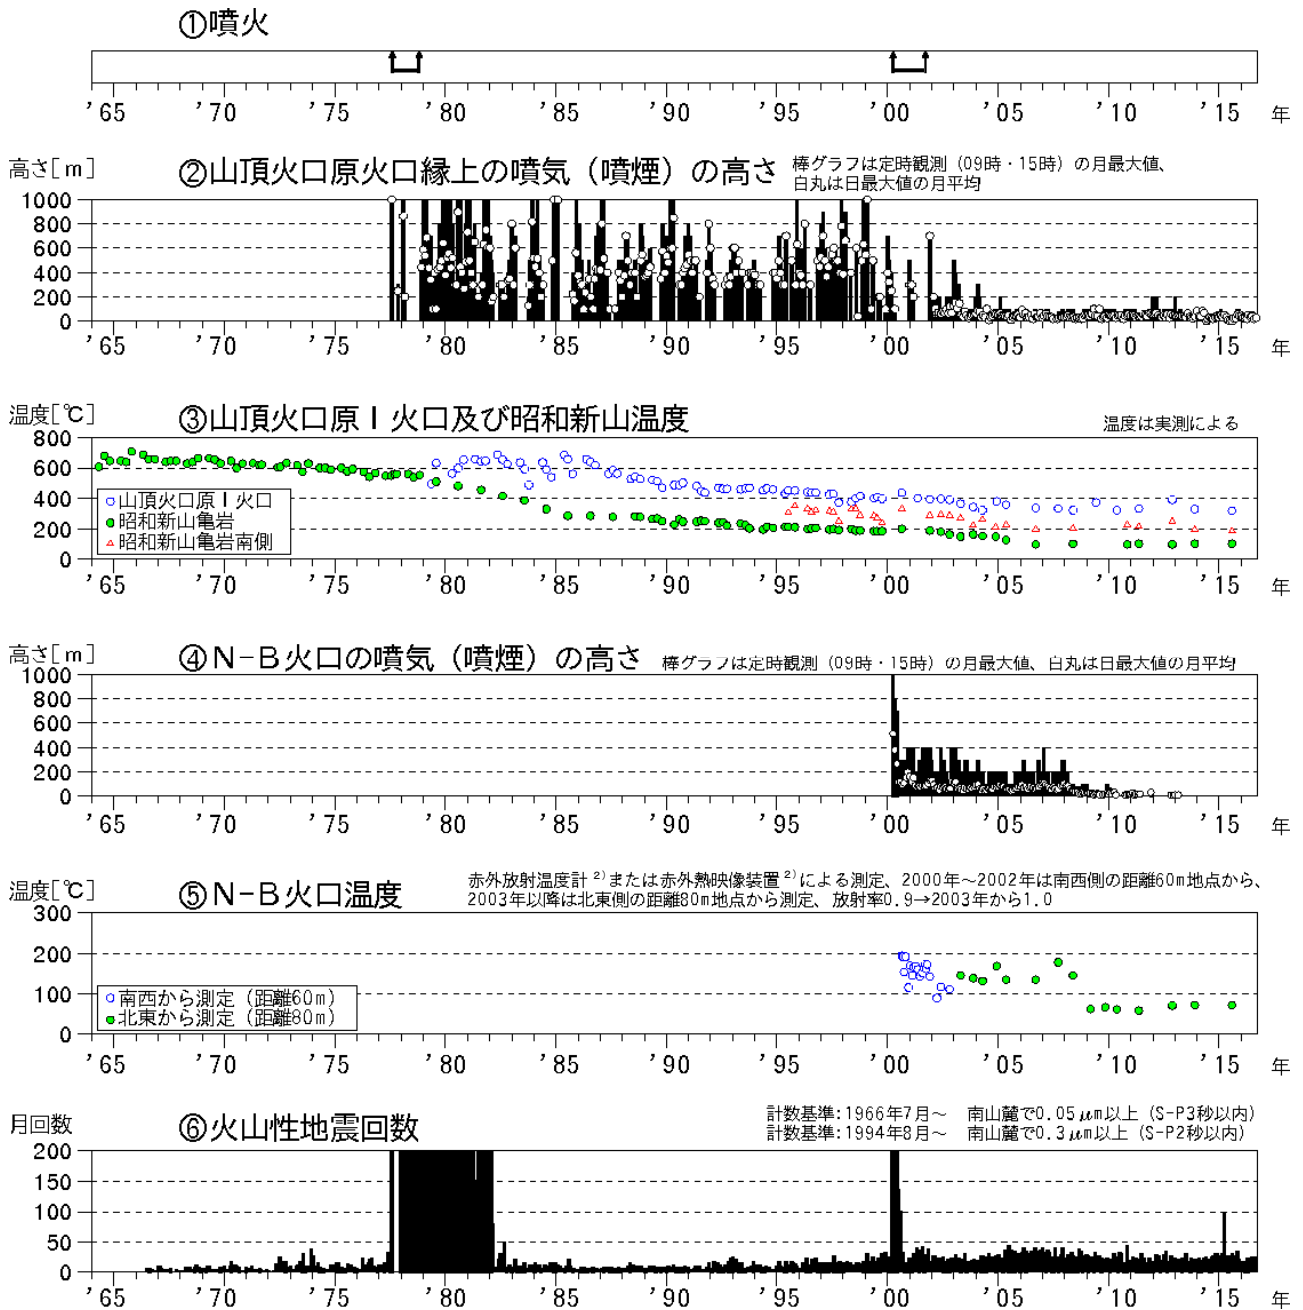 ①噴火
'65 '70 '75 '80 '85 '90 '95 '00 '05 '10 '15 年
高さ[m] ②山頂火口原火口縁上の噴気（噴煙）の高さ 棒グラフは定時観測（09時・15時）の月最大値、
白丸は日最大値の月平均
1000
800
600
400
200
0
'65 '70 '75 '80 '85 '90 '95 '00 '05 '10 '15 年
温度[℃] ③山頂火口原Ⅰ火口及び昭和新山温度 温度は実測による
800
600
400
200
0
山頂火口原Ⅰ火口
昭和新山亀岩
昭和新山亀岩南側
'65 '70 '75 '80 '85 '90 '95 '00 '05 '10 '15 年
高さ[m] ④N-B火口の噴気（噴煙）の高さ 棒グラフは定時観測（09時・15時）の月最大値、白丸は日最大値の月平均
1000
800
600
400
200
0
'65 '70 '75 '80 '85 '90 '95 '00 '05 '10 '15 年
温度[℃] ⑤N-B火口温度 赤外放射温度計2)または赤外熱映像装置2)による測定、2000年～2002年は南西側の距離60m地点から、
2003年以降は北東側の距離80m地点から測定、放射率0.9→2003年から1.0
300
200
100
0
南西から測定（距離60m）
北東から測定（距離80m）
'65 '70 '75 '80 '85 '90 '95 '00 '05 '10 '15 年
月回数 ⑥火山性地震回数 計数基準:1966年7月～ 南山麓で0.05μm以上（S-P3秒以内）
計数基準:1994年8月～ 南山麓で0.3μm以上（S-P2秒以内）
200
150
100
50
0
'65 '70 '75 '80 '85 '90 '95 '00 '05 '10 '15 年